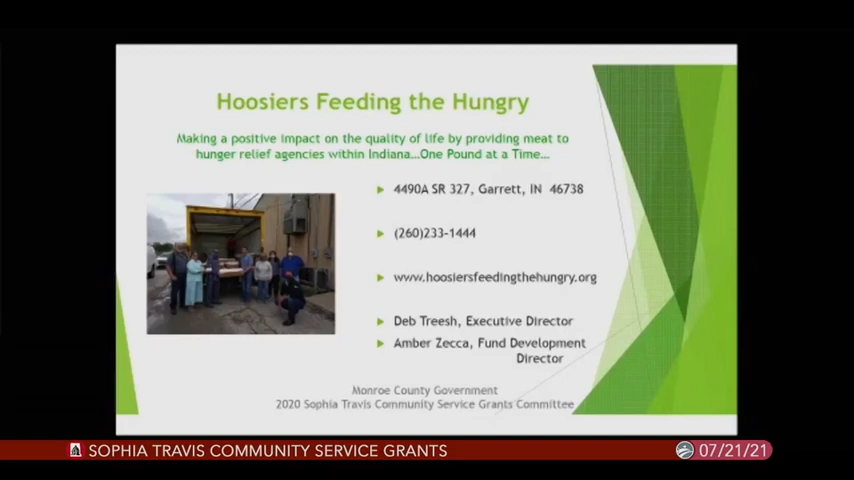 Hoosiers Feeding the Hungry
Making a positive impact on the quality of life by providing meat to
hunger relief agencies within Indiana…One Pound at a Time…
4490A SR 327, Garrett, IN 46738
(260)233-1444
www.hoosiersfeedingthehungry.org
Deb Treesh, Executive Director
Amber Zecca, Fund Development
Director
Monroe County Government
2020 Sophia Travis Community Service Grants Committee
SOPHIA TRAVIS COMMUNITY SERVICE GRANTS
07/21/21